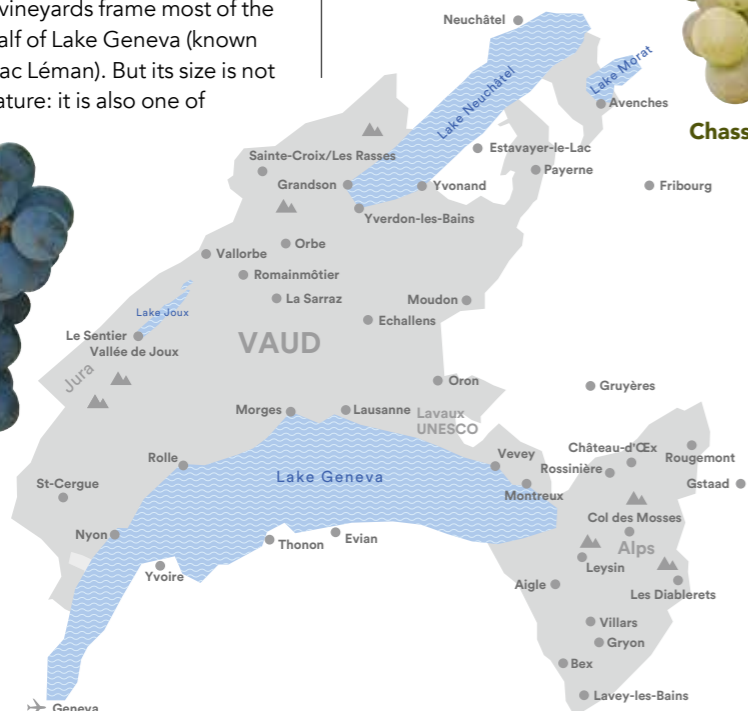 vineyards frame most of the
alf of Lake Geneva (known
ac Léman). But its size is not
ature: it is also one of
Chass
Neuchâtel
Lake Neuchâtel
Lake Morat
Avenches
Estavayer-le-Lac
Payerne
Fribourg
Sainte-Croix/Les Rasses
Grandson
Yvonand
Yverdon-les-Bains
Orbe
Vallorbe
Romainmôtier
La Sarraz
Moudon
Echallens
Lake Joux
Le Sentier
Vallée de Joux
VAUD
Jura
Oron
Gruyères
Morges
Lausanne
Lavaux
UNESCO
Rolle
Lake Geneva
Vevey
Montreux
Château-d'Œx
Rossinière
Rougemont
Gstaad
St-Cergue
Nyon
Yvoire
Thonon
Evian
Col des Mosses
Alps
Leysin
Aigle
Les Diablerets
Villars
Gryon
Bex
Lavey-les-Bains
Geneva